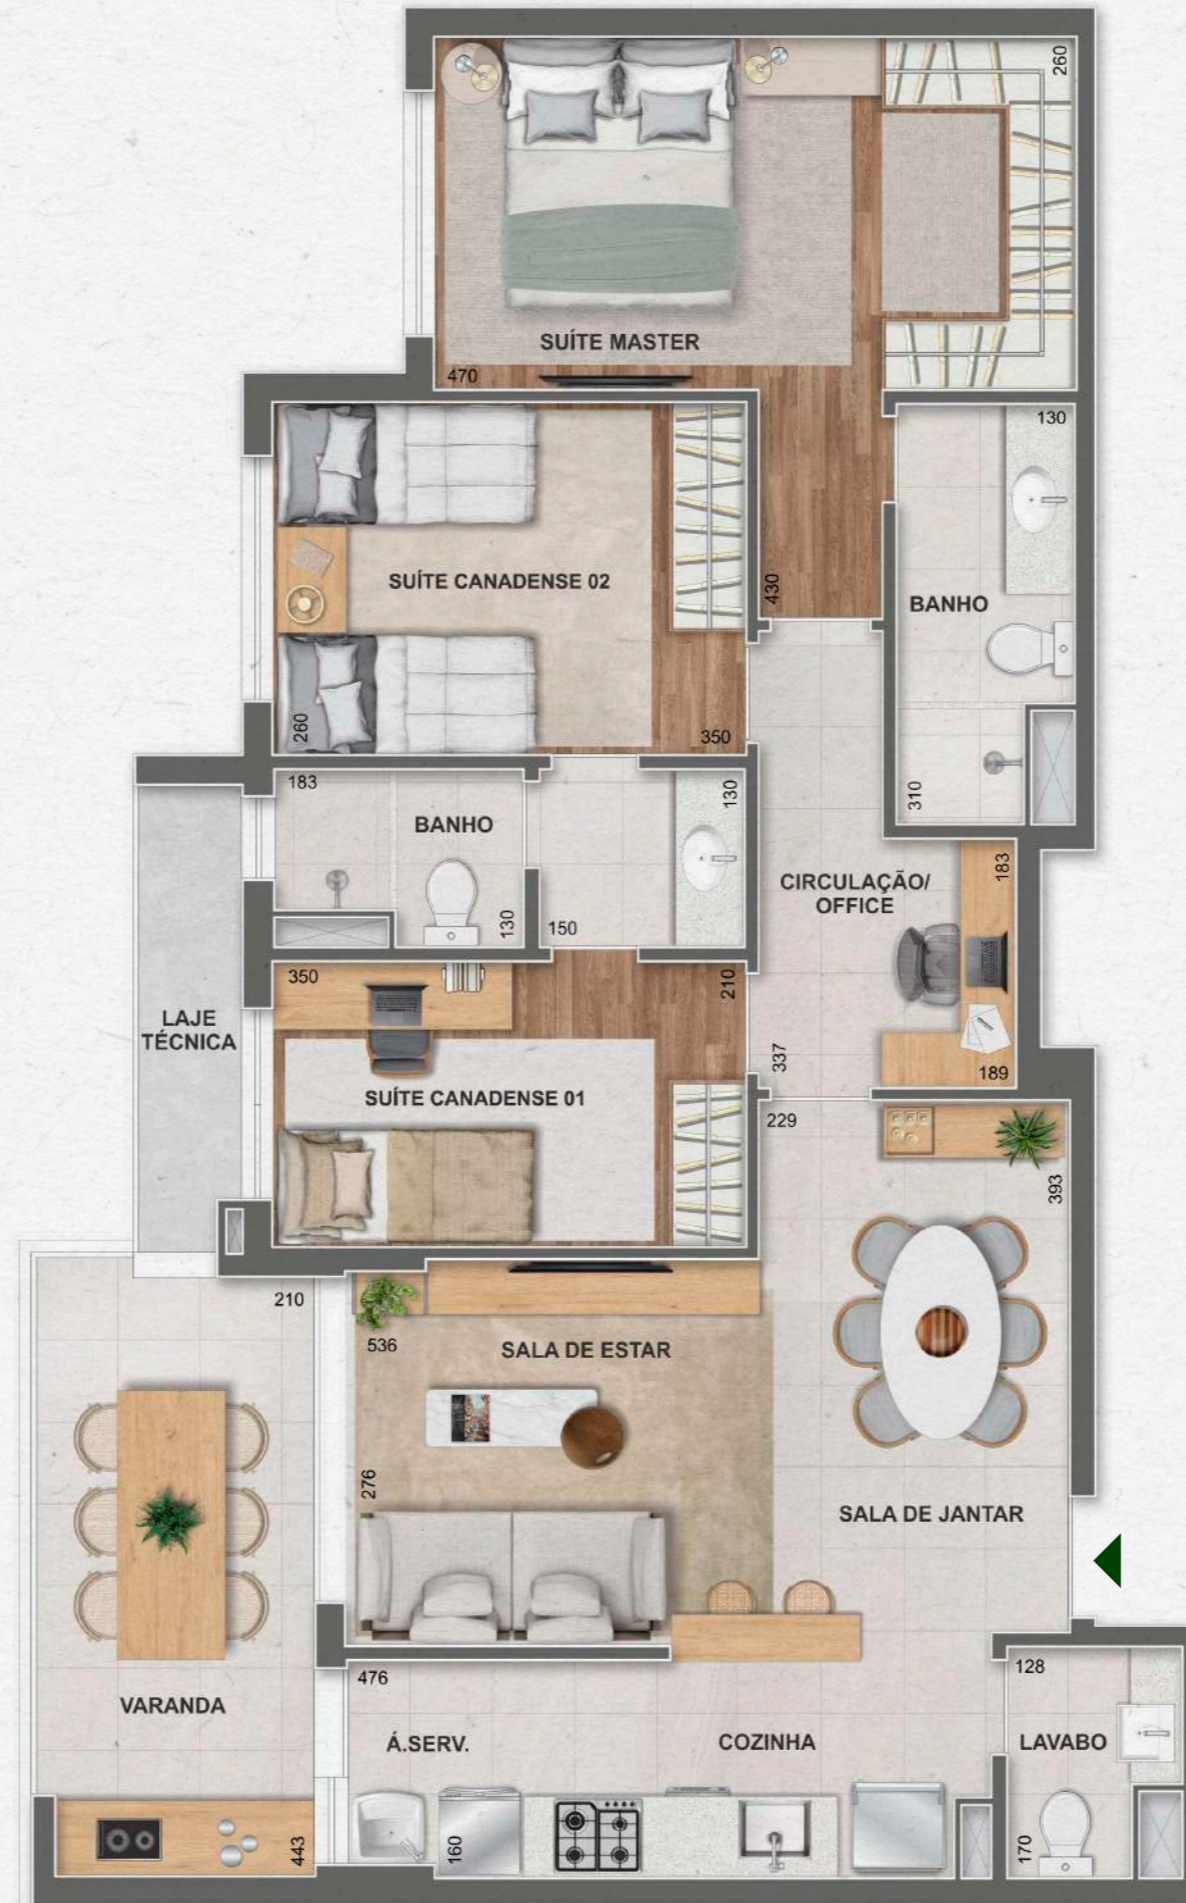 260
SUÍTE MASTER
470
130
SUÍTE CANADENSE 02
430
BANHO
260
350
183
BANHO
130
310
CIRCULAÇÃO/
OFFICE
183
130
150
350
210
LAJE
TÉCNICA
337
189
SUÍTE CANADENSE 01
229
393
210
536
SALA DE ESTAR
276
SALA DE JANTAR
476
128
VARANDA
Á.SERV.
COZINHA
LAVABO
443
160
170